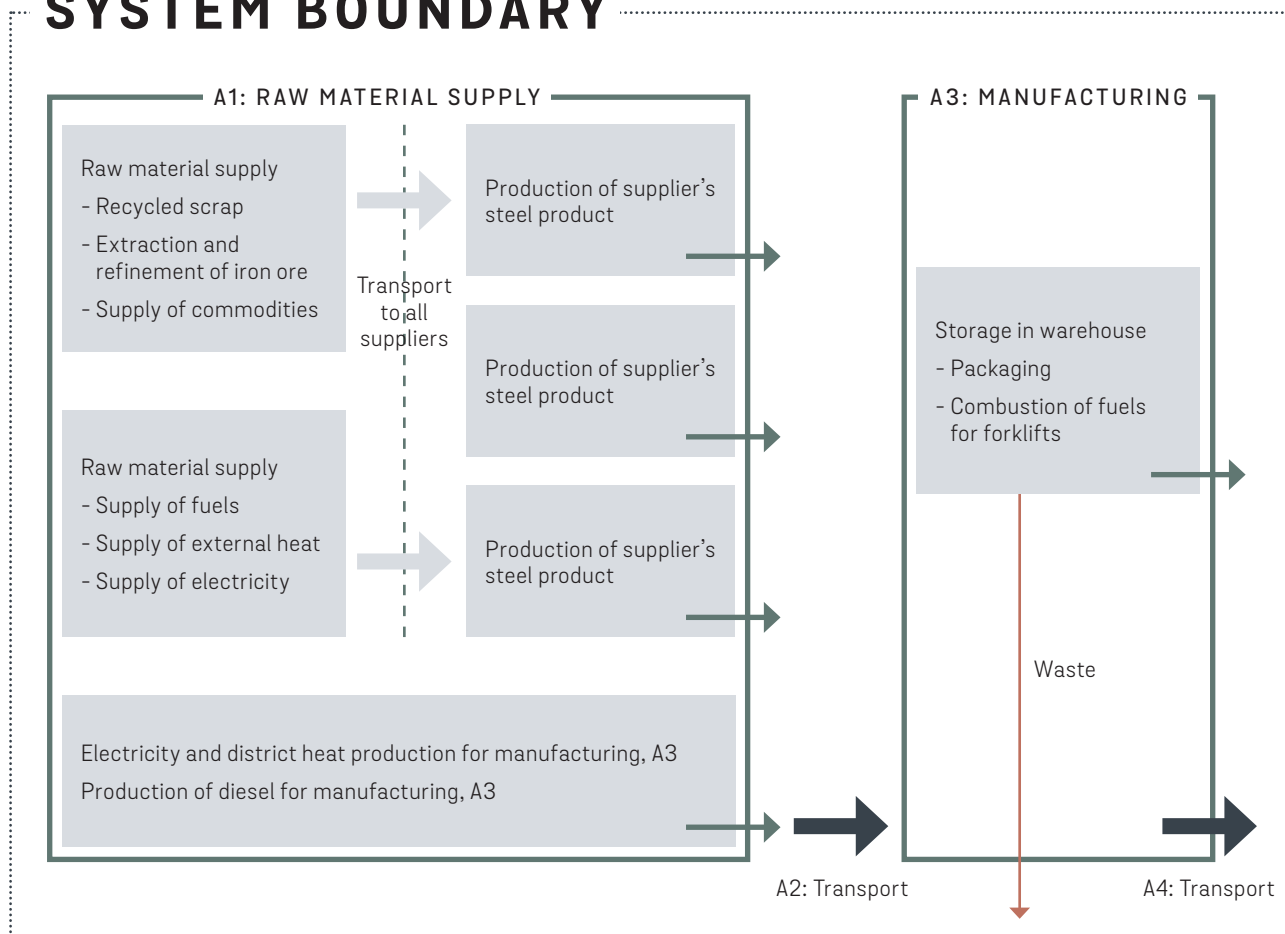 SYSTEM BOUNDARY
A1: RAW MATERIAL SUPPLY
Raw material supply
- Recycled scrap
- Extraction and
refinement of iron ore
- Supply of commodities
Transport
to all
suppliers
Production of supplier's
steel product
Production of supplier's
steel product
Raw material supply
- Supply of fuels
- Supply of external heat
- Supply of electricity
Production of supplier's
steel product
Electricity and district heat production for manufacturing, A3
Production of diesel for manufacturing, A3
A2: Transport
A3: MANUFACTURING
Storage in warehouse
- Packaging
- Combustion of fuels
for forklifts
Waste
A4: Transport